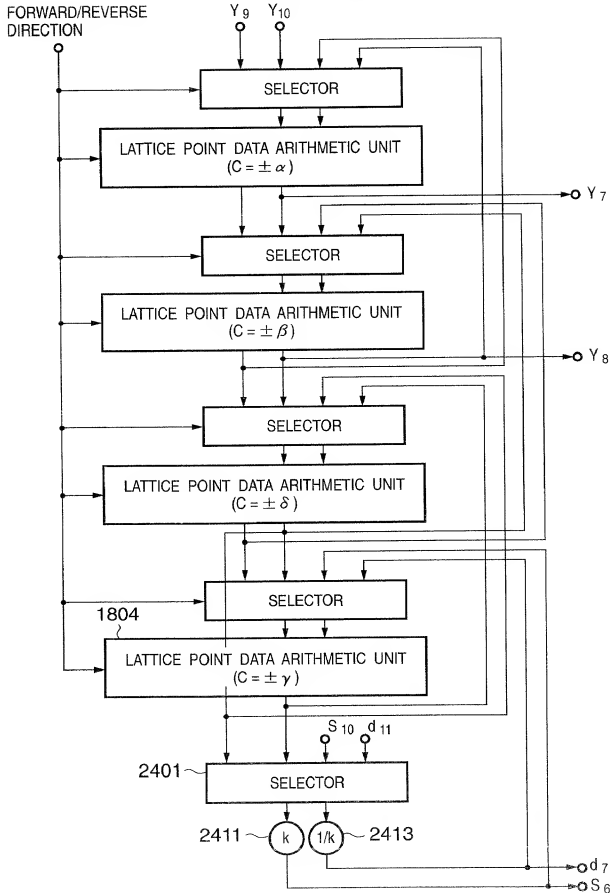 FORWARD/REVERSE
DIRECTION
Y9 Y10
SELECTOR
LATTICE POINT DATA ARITHMETIC UNIT
(C = ± α)
Y7
SELECTOR
LATTICE POINT DATA ARITHMETIC UNIT
(C = ± β)
Y8
SELECTOR
LATTICE POINT DATA ARITHMETIC UNIT
(C = ± δ)
SELECTOR
1804
LATTICE POINT DATA ARITHMETIC UNIT
(C = ± γ)
S10 d11
2401
SELECTOR
2411 k 1/k 2413
d7
S6